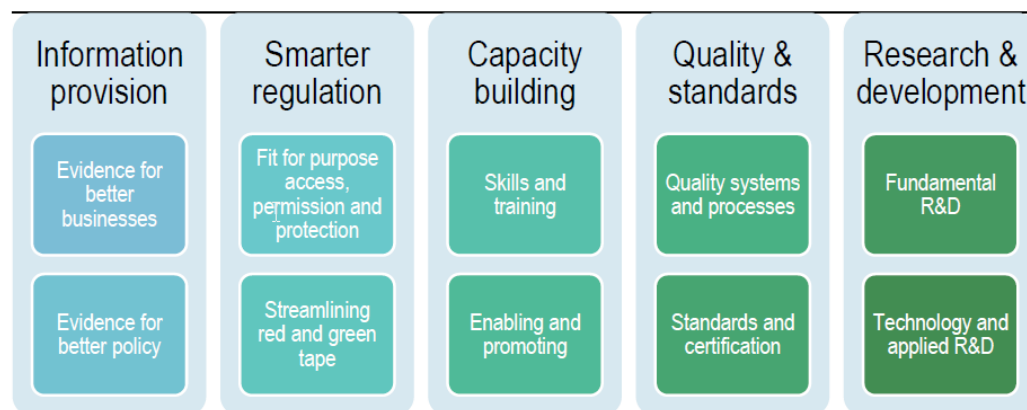 Information
provision
Evidence for
better
businesses
Evidence for
better policy
Smarter
regulation
Fit for purpose
access,
permission and
protection
Streamlining
red and green
tape
Capacity
building
Skills and
training
Enabling and
promoting
Quality &
standards
Quality systems
and processes
Standards and
certification
Research &
development
Fundamental
R&D
Technology and
applied R&D